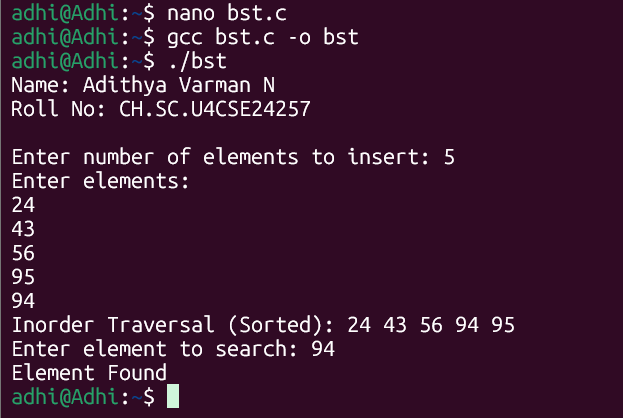 adhi@Adhi:~$ nano bst.c
adhi@Adhi:~$ gcc bst.c -o bst
adhi@Adhi:~$ ./bst
Name: Adithya Varman N
Roll No: CH.SC.U4CSE24257
Enter number of elements to insert: 5
Enter elements:
24
43
56
95
94
Inorder Traversal (Sorted): 24 43 56 94 95
Enter element to search: 94
Element Found
adhi@Adhi:~$